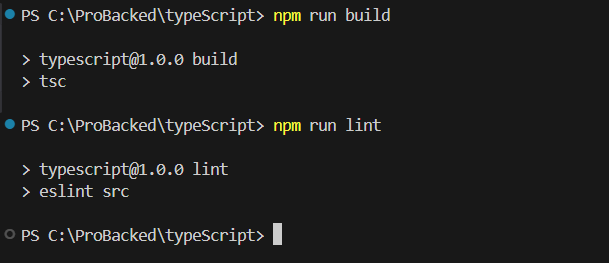 PS C:\ProBacked\typeScript> npm run build
> typescript@1.0.0 build
> tsc
PS C:\ProBacked\typeScript> npm run lint
> typescript@1.0.0 lint
> eslint src
PS C:\ProBacked\typeScript>